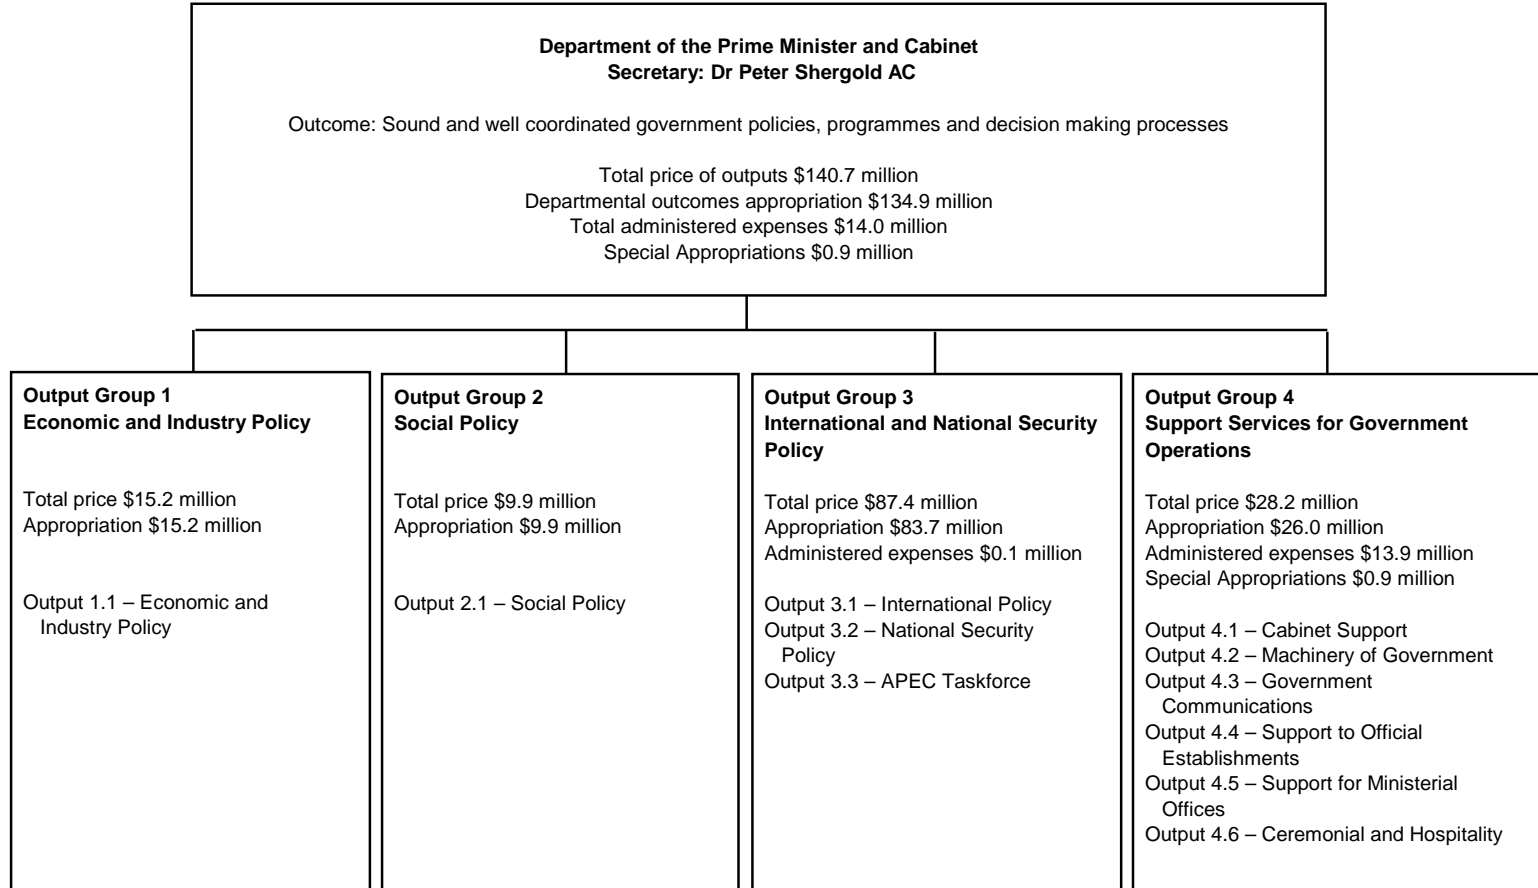 Department of the Prime Minister and Cabinet
Secretary: Dr Peter Shergold AC
Outcome: Sound and well coordinated government policies, programmes and decision making processes
Total price of outputs $140.7 million
Departmental outcomes appropriation $134.9 million
Total administered expenses $14.0 million
Special Appropriations $0.9 million
Output Group 1
Economic and Industry Policy
Total price $15.2 million
Appropriation $15.2 million
Output 1.1 – Economic and
Industry Policy
Output Group 2
Social Policy
Total price $9.9 million
Appropriation $9.9 million
Output 2.1 – Social Policy
Output Group 3
International and National Security
Policy
Total price $87.4 million
Appropriation $83.7 million
Administered expenses $0.1 million
Output 3.1 – International Policy
Output 3.2 – National Security
Policy
Output 3.3 – APEC Taskforce
Output Group 4
Support Services for Government
Operations
Total price $28.2 million
Appropriation $26.0 million
Administered expenses $13.9 million
Special Appropriations $0.9 million
Output 4.1 – Cabinet Support
Output 4.2 – Machinery of Government
Output 4.3 – Government
Communications
Output 4.4 – Support to Official
Establishments
Output 4.5 – Support for Ministerial
Offices
Output 4.6 – Ceremonial and Hospitality